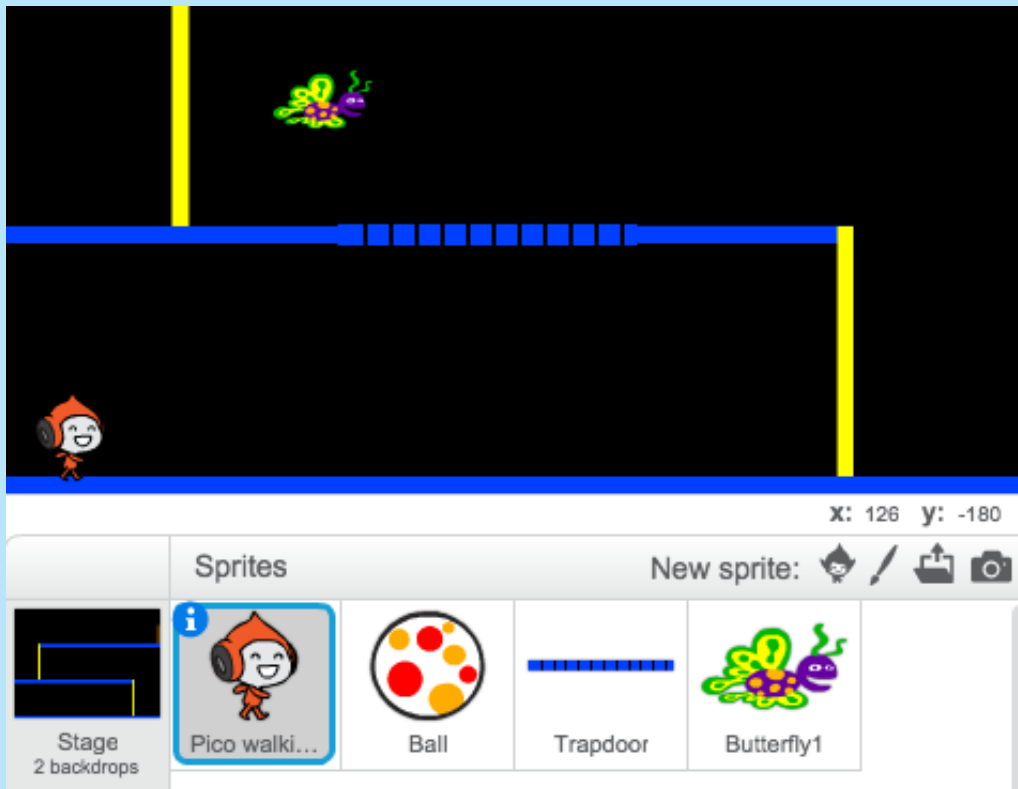 x: 126 y: -180
Sprites
New sprite:
i
Stage
2 backdrops
Pico walki...
Ball
Trapdoor
Butterfly1